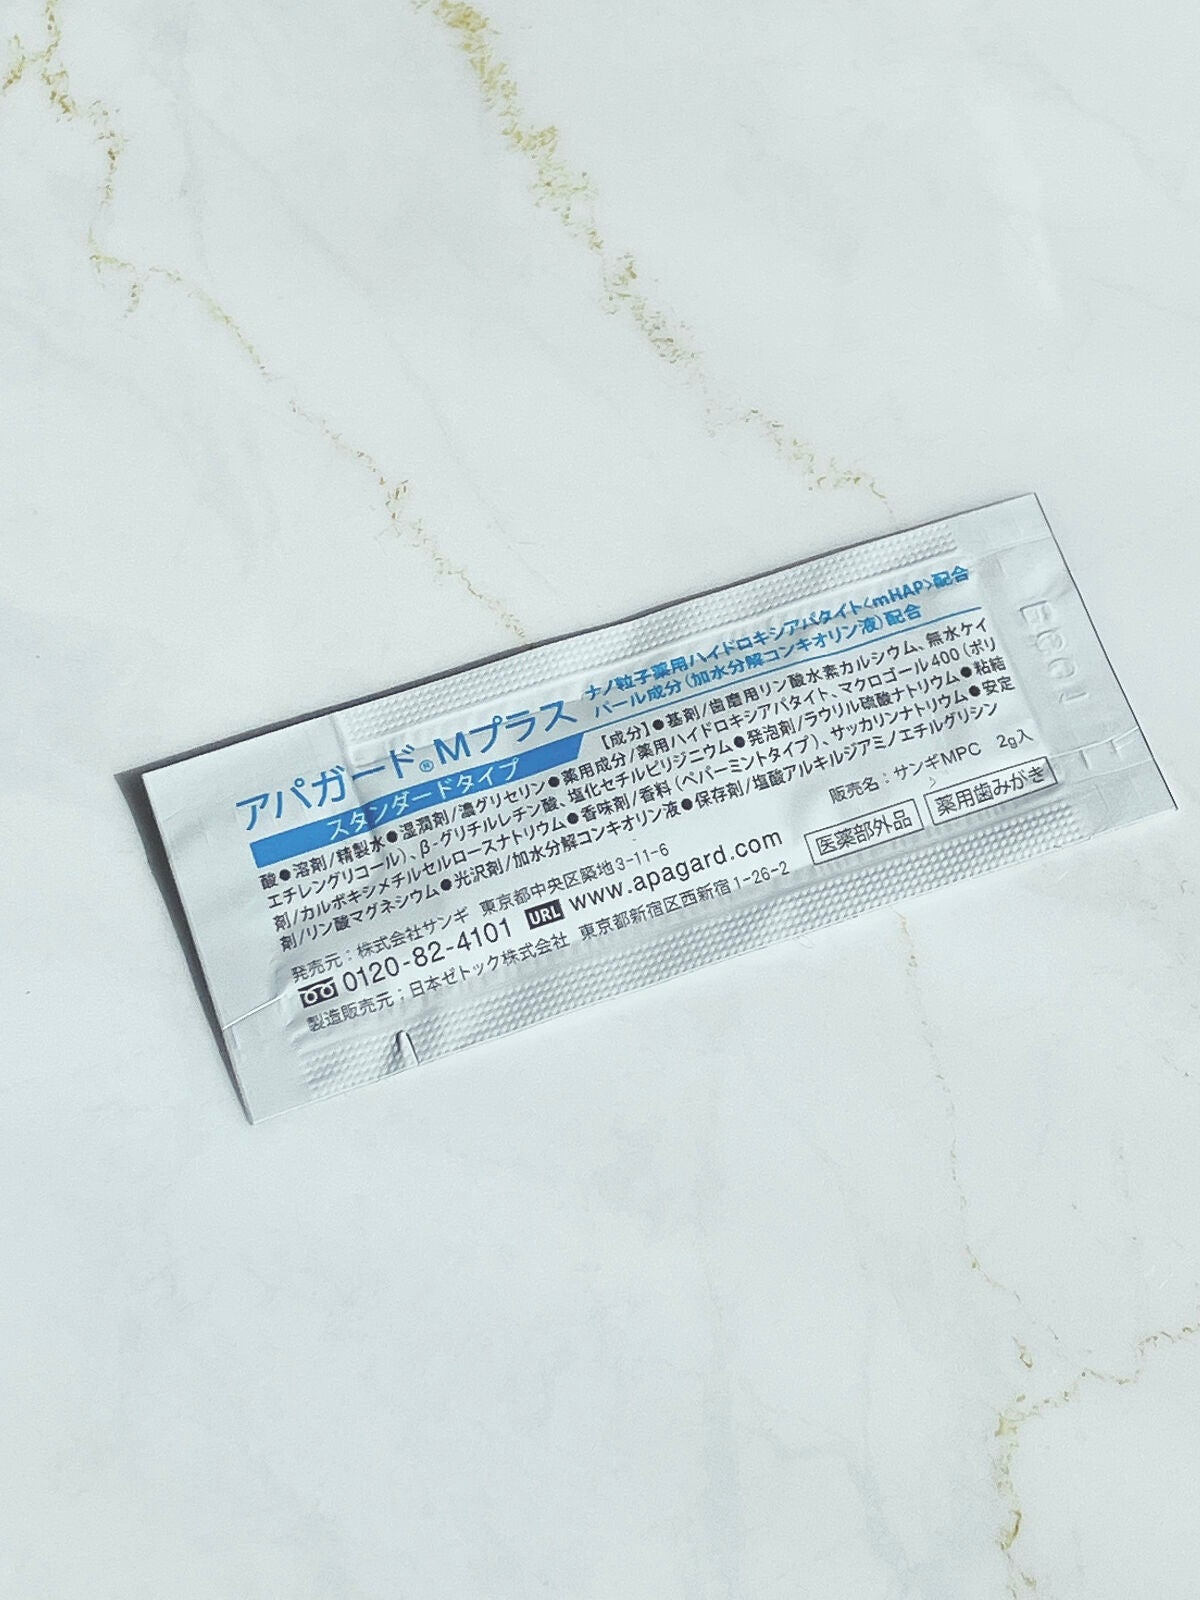 アパガード®Mプラス
スタンダードタイプ
ナノ粒子薬用ハイドロキシアパタイト〈mHAP〉配合
パール成分(加水分解コンキオリン液)配合
【成分】●基剤/歯磨用リン酸水素カルシウム、無水ケイ
酸●溶剤/精製水●湿潤剤/濃グリセリン●薬用成分/薬用ハイドロキシアパタイト、マクロゴール400(ポリ
エチレングリコール)、β-グリチルレチン酸、塩化セチルピリジニウム●発泡剤/ラウリル硫酸ナトリウム●粘結
剤/カルボキシメチルセルロースナトリウム●香味剤/香料(ペパーミントタイプ)、サッカリンナトリウム●安定
剤/リン酸マグネシウム●光沢剤/加水分解コンキオリン液●保存剤/塩酸アルキルジアミノエチルグリシン
発売元:株式会社サンギ 東京都中央区築地3-11-6
0120-82-4101 URL www.apagard.com
製造販売元:日本ゼトック株式会社 東京都新宿区西新宿1-26-2
販売名:サンギMPC 2g入
医薬部外品 薬用歯みがき